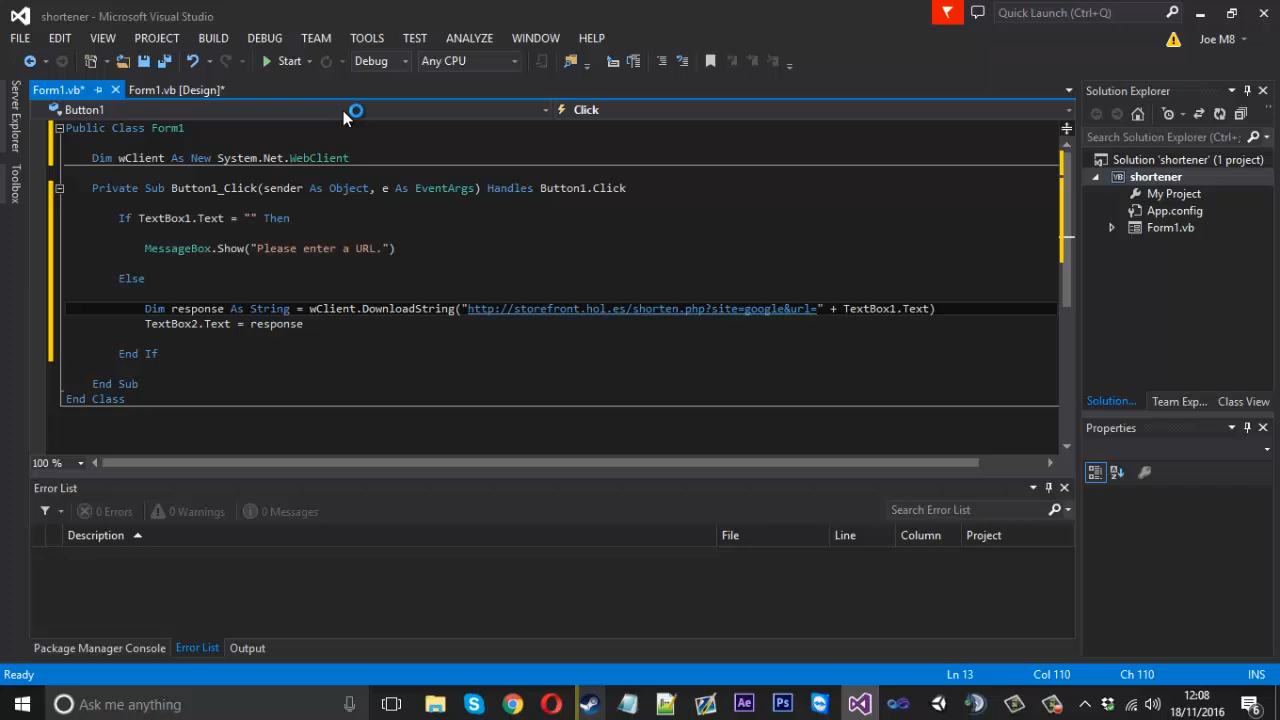 shortener - Microsoft Visual Studio
Quick Launch (Ctrl+Q)
FILE EDIT VIEW PROJECT BUILD DEBUG TEAM TOOLS TEST ANALYZE WINDOW HELP
Joe M8
Start Debug Any CPU
Form1.vb* Form1.vb [Design]*
Button1 Click
Server Explorer
Toolbox
Public Class Form1
Dim wClient As New System.Net.WebClient
Private Sub Button1_Click(sender As Object, e As EventArgs) Handles Button1.Click
If TextBox1.Text = "" Then
MessageBox.Show("Please enter a URL.")
Else
Dim response As String = wClient.DownloadString("http://storefront.hol.es/shorten.php?site=google&url=" + TextBox1.Text)
TextBox2.Text = response
End If
End Sub
End Class
100 %
Solution Explorer
Search Solution Explorer (Ctrl+;
Solution 'shortener' (1 project)
VB shortener
My Project
App.config
Form1.vb
Solution... Team Exp... Class View
Properties
Error List
0 Errors 0 Warnings 0 Messages
Search Error List
Description File Line Column Project
Package Manager Console Error List Output
Ready Ln 13 Col 110 Ch 110 INS
Ask me anything
Ae Ps
12:08
18/11/2016
6